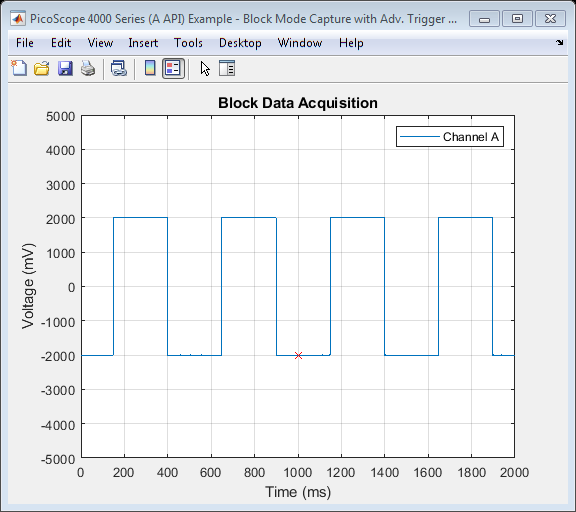 PicoScope 4000 Series (A API) Example - Block Mode Capture with Adv. Trigger ...
File Edit View Insert Tools Desktop Window Help
Block Data Acquisition
Channel A
5000
4000
3000
2000
1000
0
-1000
-2000
-3000
-4000
-5000
Voltage (mV)
0 200 400 600 800 1000 1200 1400 1600 1800 2000
Time (ms)